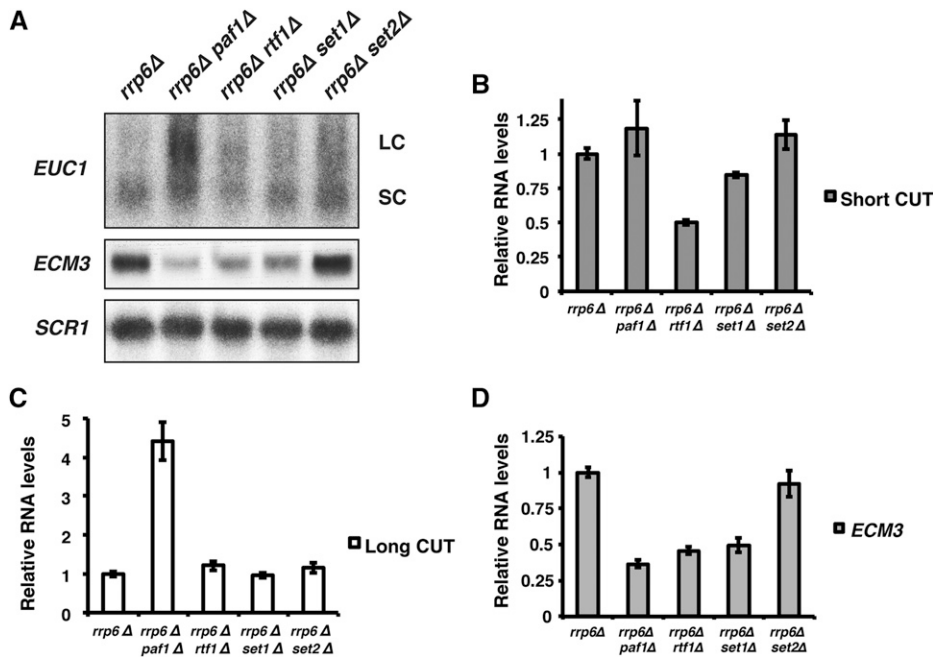 A
rrp6Δ
rrp6Δ paf1Δ
rrp6Δ rtf1Δ
rrp6Δ set1Δ
rrp6Δ set2Δ
EUC1
LC
SC
ECM3
SCR1
B
Relative RNA levels
1.25
1
0.75
0.5
0.25
0
rrp6Δ
rrp6Δ
paf1Δ
rrp6Δ
rtf1Δ
rrp6Δ
set1Δ
rrp6Δ
set2Δ
Short CUT
C
Relative RNA levels
5
4
3
2
1
0
rrp6Δ
rrp6Δ
paf1Δ
rrp6Δ
rtf1Δ
rrp6Δ
set1Δ
rrp6Δ
set2Δ
Long CUT
D
Relative RNA levels
1.25
1
0.75
0.5
0.25
0
rrp6Δ
rrp6Δ
paf1Δ
rrp6Δ
rtf1Δ
rrp6Δ
set1Δ
rrp6Δ
set2Δ
ECM3